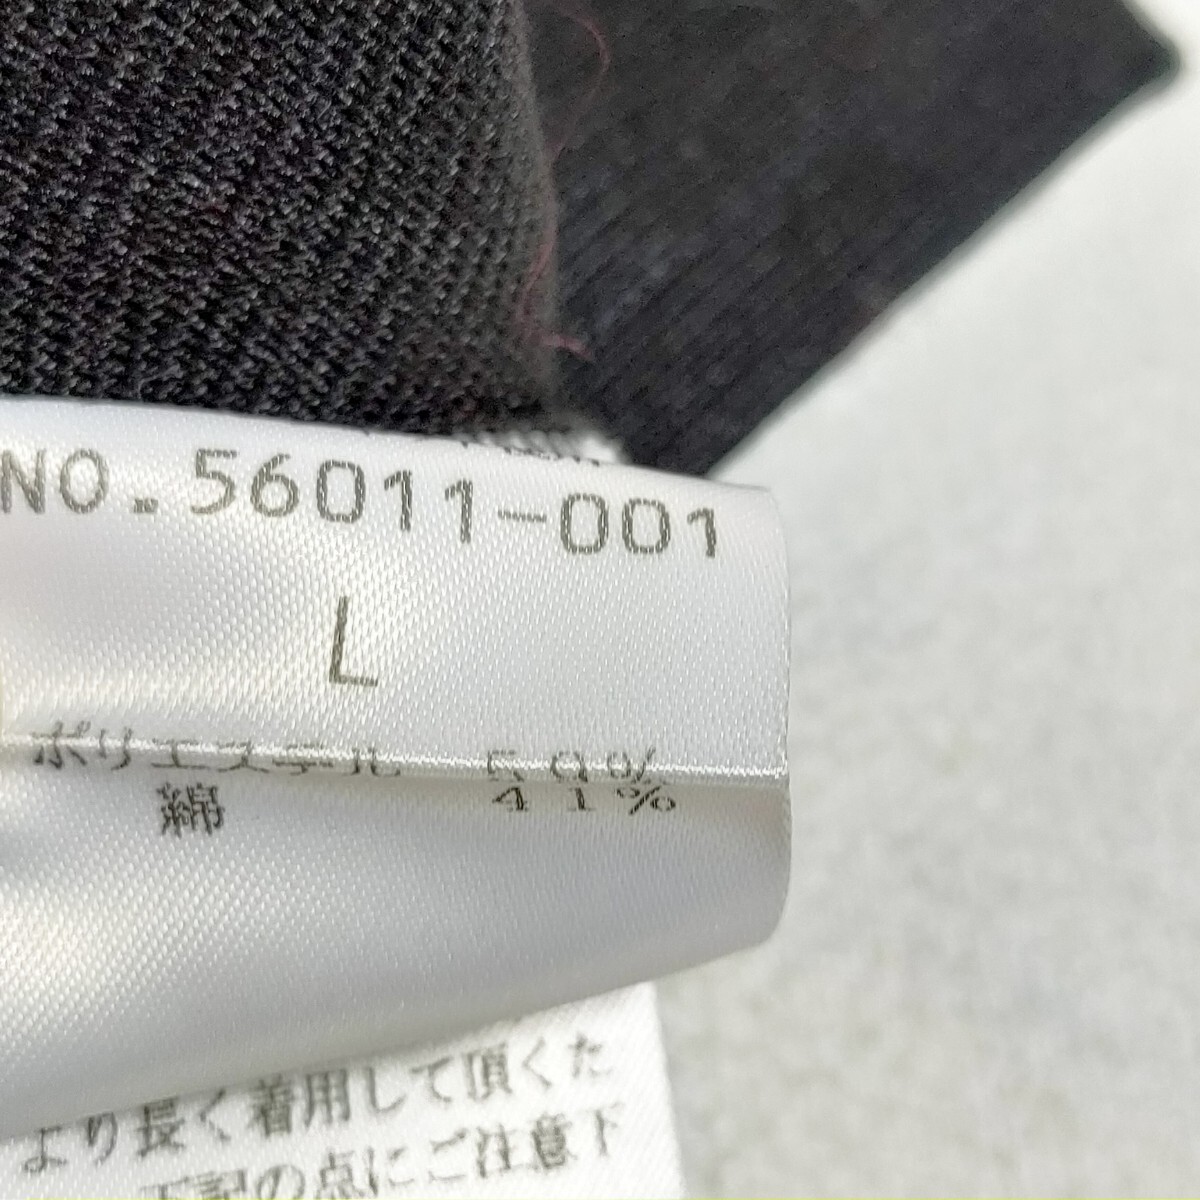 NO.56011-001
L
ポリエステル 59%
綿 41%
より長く着用して頂くた
下記の点にご注意下